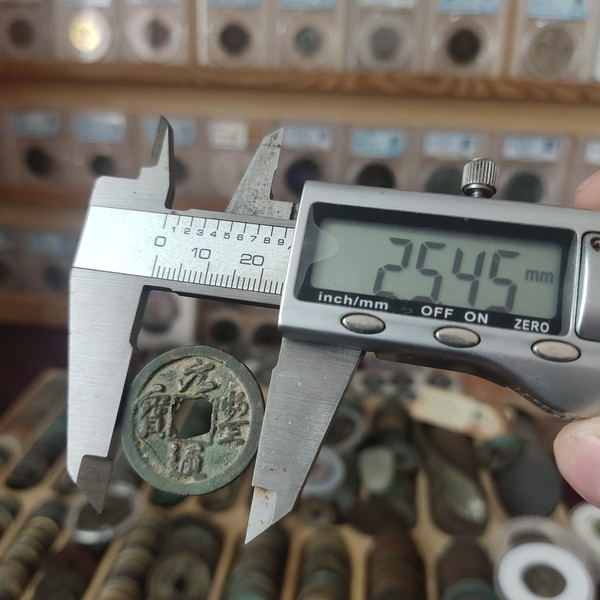 1 2 3 4 5 6 7 8 9
0 10 20
25.45 mm
inch/mm OFF ON ZERO
元豐通寶